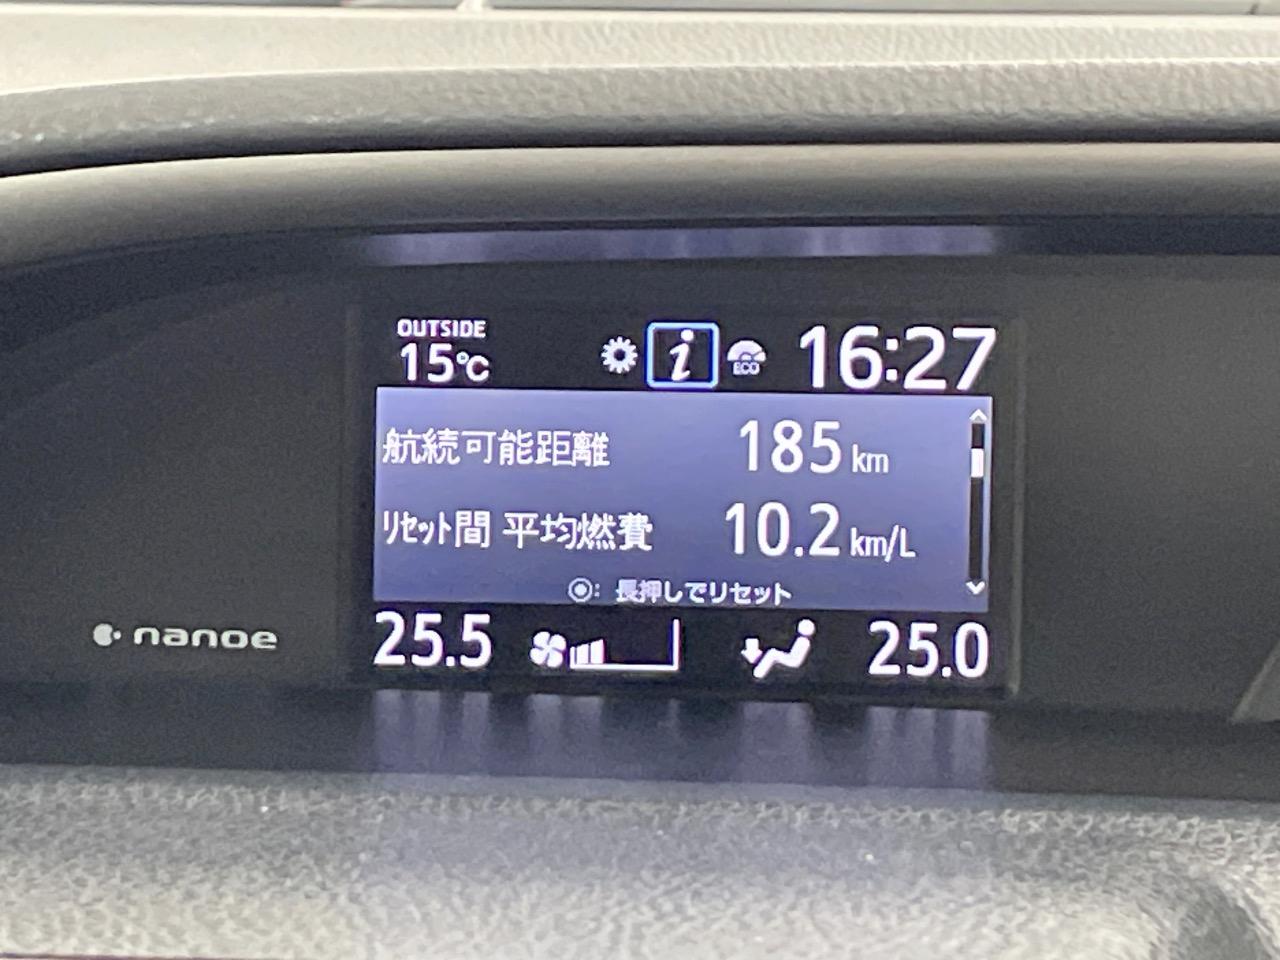 OUTSIDE
15℃
ECO
16:27
航続可能距離 185 km
ﾘｾｯﾄ間 平均燃費 10.2 km/L
◉: 長押しでリセット
nanoe
25.5 25.0